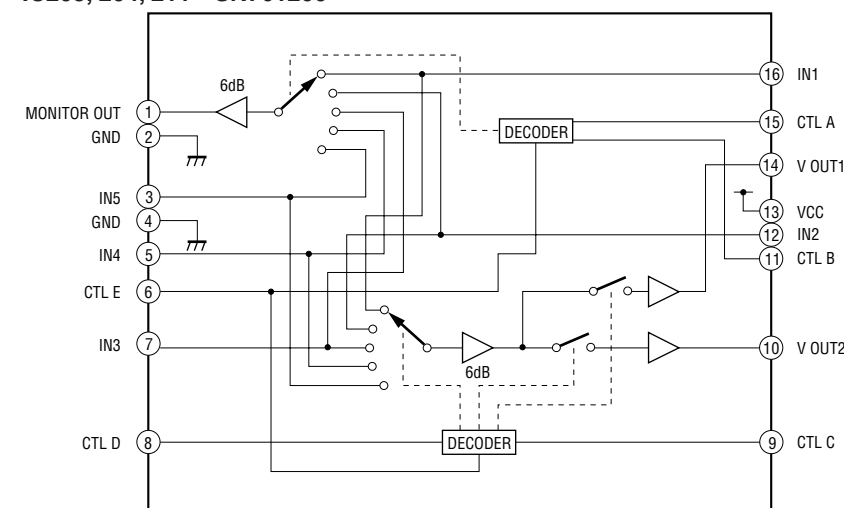 6dB
MONITOR OUT 1
GND 2
IN5 3
GND 4
IN4 5
CTL E 6
IN3 7
CTL D 8
DECODER
16 IN1
15 CTL A
14 V OUT1
13 VCC
12 IN2
11 CTL B
6dB
10 V OUT2
DECODER
9 CTL C